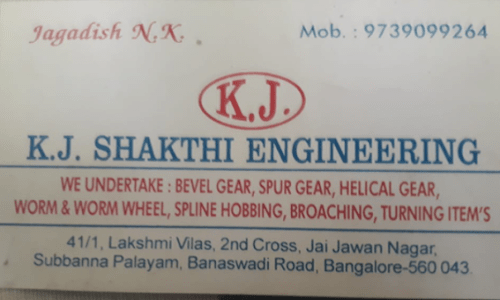 Jagadish N.K.
Mob. : 9739099264
K.J.
K.J. SHAKTHI ENGINEERING
WE UNDERTAKE : BEVEL GEAR, SPUR GEAR, HELICAL GEAR,
WORM & WORM WHEEL, SPLINE HOBBING, BROACHING, TURNING ITEM'S
41/1, Lakshmi Vilas, 2nd Cross, Jai Jawan Nagar,
Subbanna Palayam, Banaswadi Road, Bangalore-560 043.